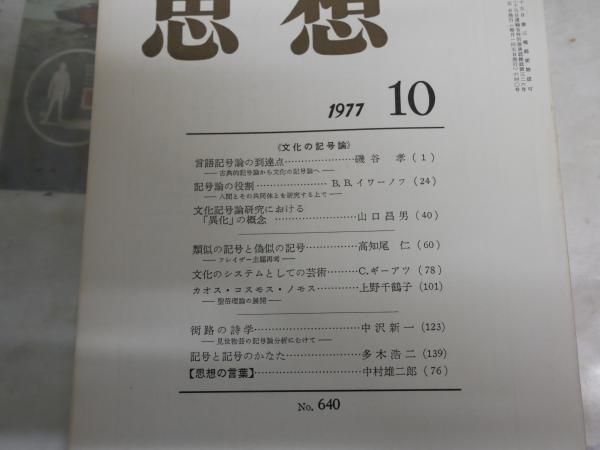 思想
1977 10
《文化の記号論》
言語記号論の到達点…………………磯谷 孝 (1)
── 古典的記号論から文化の記号論へ ──
記号論の役割…………………B. B. イワーノフ (24)
── 人間とその共同体とを研究する上で ──
文化記号論研究における
「異化」の概念 ……………………山口昌男 (40)
類似の記号と偽似の記号……………高知尾 仁 (60)
── フレイザー主題再考 ──
文化のシステムとしての芸術………C. ギーアツ (78)
カオス・コスモス・ノモス…………上野千鶴子 (101)
── 聖俗理論の展開 ──
街路の詩学……………………………中沢新一 (123)
── 見世物芸の記号論分析にむけて ──
記号と記号のかなた…………………多木浩二 (139)
【思想の言葉】…………………………中村雄二郎 (76)
No. 640